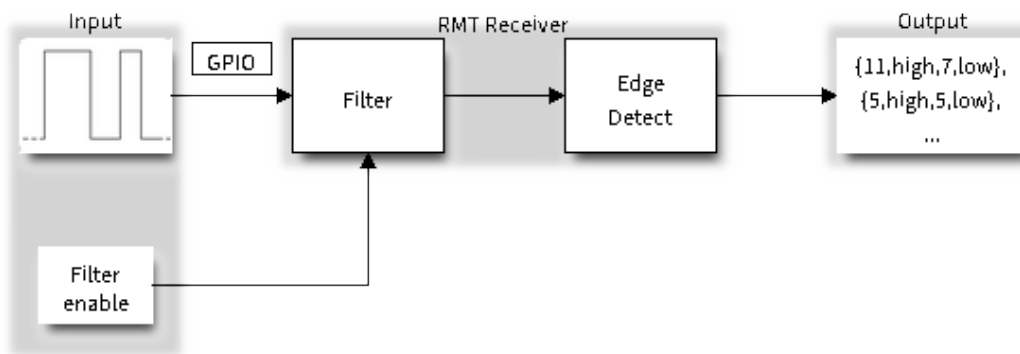 Input
RMT Receiver
Output
GPIO
Filter
Edge
Detect
{11,high,7,low},
{5,high,5,low},
...
Filter
enable